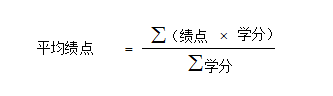 平均绩点 = ∑（绩点 × 学分）
∑学分